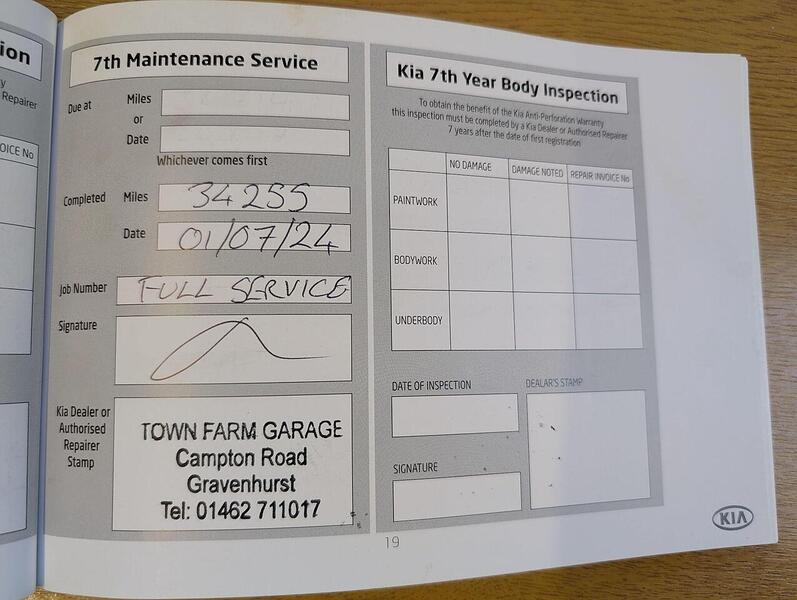 ion
y
Repairer
OICE No
7th Maintenance Service
Due at
Miles
or
Date
Whichever comes first
Completed
Miles 34255
Date 01/07/24
Job Number FULL SERVICE
Signature
Kia Dealer or
Authorised
Repairer
Stamp
TOWN FARM GARAGE
Campton Road
Gravenhurst
Tel: 01462 711017
Kia 7th Year Body Inspection
To obtain the benefit of the Kia Anti-Perforation Warranty
this inspection must be completed by a Kia Dealer or Authorised Repairer
7 years after the date of first registration
NO DAMAGE DAMAGE NOTED REPAIR INVOICE No
PAINTWORK
BODYWORK
UNDERBODY
DATE OF INSPECTION
DEALAR'S STAMP
SIGNATURE
19
KIA